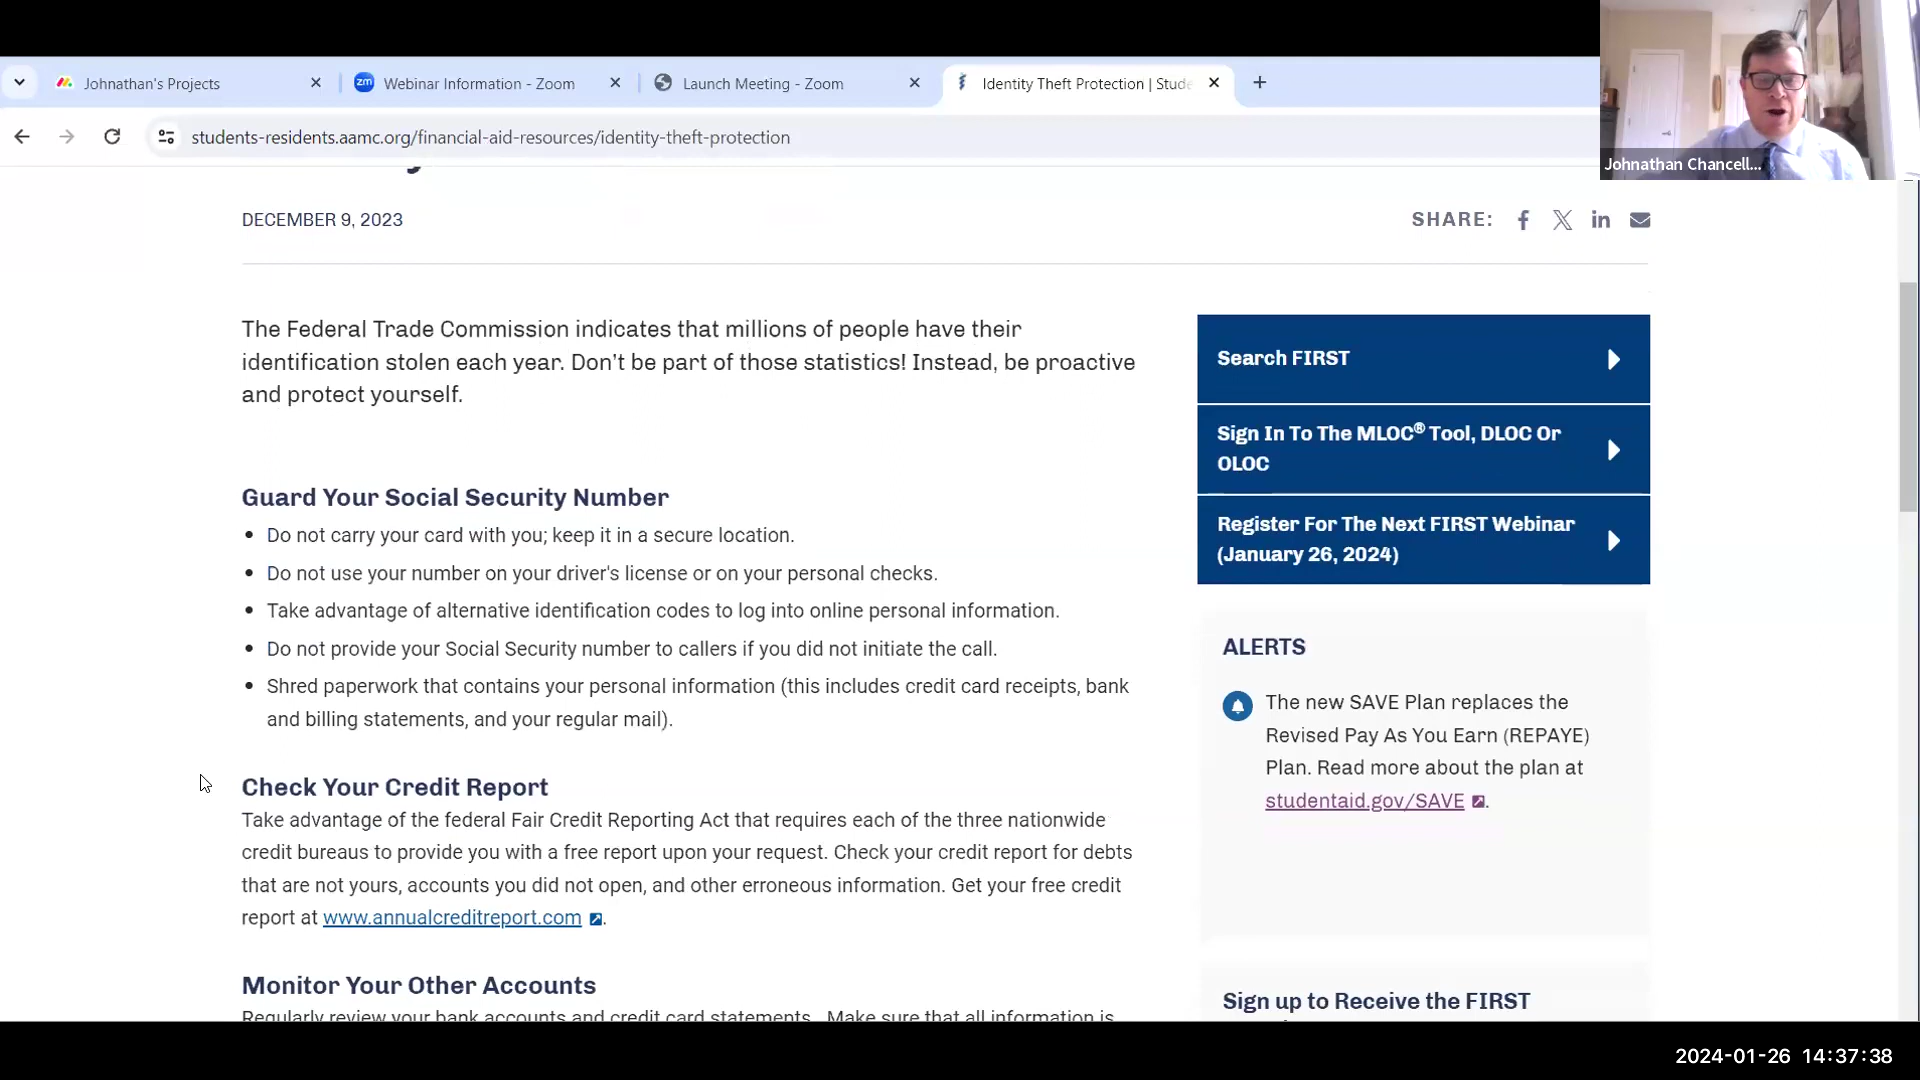 Johnathan's Projects
Webinar Information - Zoom
Launch Meeting - Zoom
Identity Theft Protection | Stude
students-residents.aamc.org/financial-aid-resources/identity-theft-protection
Johnathan Chancell...
DECEMBER 9, 2023
SHARE:
The Federal Trade Commission indicates that millions of people have their
identification stolen each year. Don’t be part of those statistics! Instead, be proactive
and protect yourself.
Guard Your Social Security Number
• Do not carry your card with you; keep it in a secure location.
• Do not use your number on your driver's license or on your personal checks.
• Take advantage of alternative identification codes to log into online personal information.
• Do not provide your Social Security number to callers if you did not initiate the call.
• Shred paperwork that contains your personal information (this includes credit card receipts, bank
and billing statements, and your regular mail).
Check Your Credit Report
Take advantage of the federal Fair Credit Reporting Act that requires each of the three nationwide
credit bureaus to provide you with a free report upon your request. Check your credit report for debts
that are not yours, accounts you did not open, and other erroneous information. Get your free credit
report at www.annualcreditreport.com.
Monitor Your Other Accounts
Regularly review your bank accounts and credit card statements. Make sure that all information is
Search FIRST
Sign In To The MLOC® Tool, DLOC Or
OLOC
Register For The Next FIRST Webinar
(January 26, 2024)
ALERTS
The new SAVE Plan replaces the
Revised Pay As You Earn (REPAYE)
Plan. Read more about the plan at
studentaid.gov/SAVE.
Sign up to Receive the FIRST
2024-01-26 14:37:38